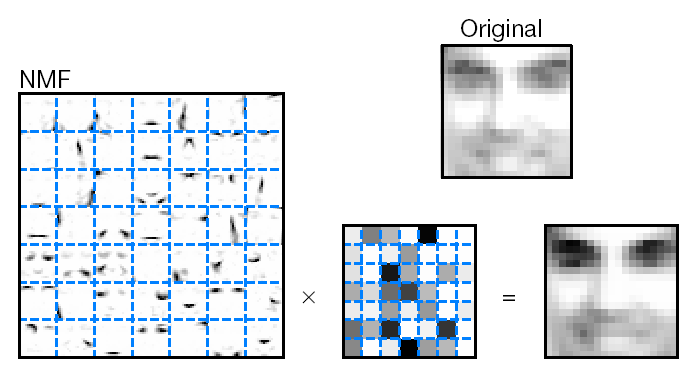 Original
NMF
× =